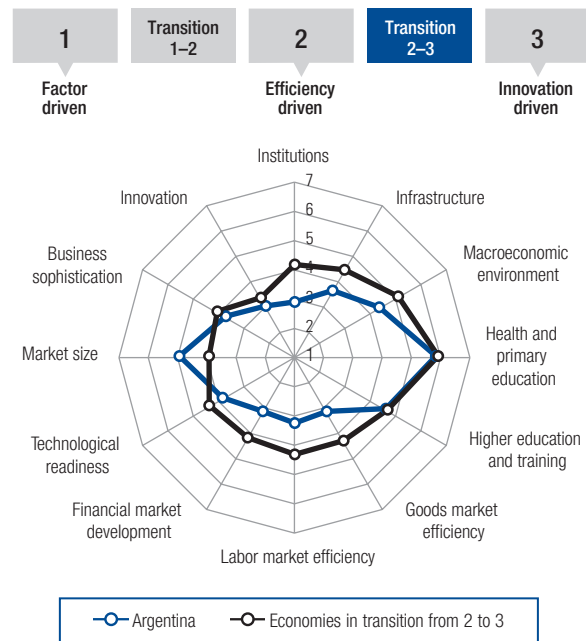 1
Transition
1–2
2
Transition
2–3
3
Factor
driven
Efficiency
driven
Innovation
driven
Institutions
7
Innovation
Infrastructure
6
5
Business
sophistication
Macroeconomic
environment
4
3
Market size
2
1
Health and
primary
education
Technological
readiness
Higher education
and training
Financial market
development
Goods market
efficiency
Labor market efficiency
Argentina
Economies in transition from 2 to 3